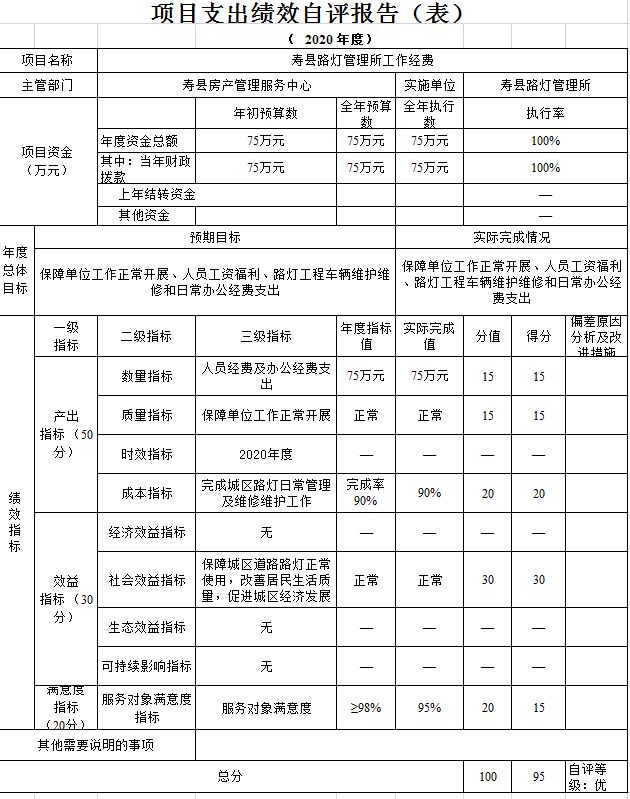 项目支出绩效自评报告（表）
（ 2020 年度）
项目名称 寿县路灯管理所工作经费
主管部门 寿县房产管理服务中心 实施单位 寿县路灯管理所
项目资金
（万元）
年初预算数 全年预算
数 全年执行
数 执行率
年度资金总额 75万元 75万元 75万元 100%
其中：当年财政
拨款 75万元 75万元 75万元 100%
上年结转资金 —
其他资金 —
年度
总体
目标
预期目标 实际完成情况
保障单位工作正常开展、人员工资福利、路灯工程车辆维护维
修和日常办公经费支出
保障单位工作正常开展、人员工资福利
、路灯工程车辆维护维修和日常办公经
费支出
绩
效
指
标
一级
指标 二级指标 三级指标 年度指标
值 实际完成
值 分值 得分 偏差原因
分析及改
进措施
产出
指标（50
分）
数量指标 人员经费及办公经费支
出 75万元 75万元 15 15
质量指标 保障单位工作正常开展 正常 正常 15 15
时效指标 2020年度 — — — —
成本指标 完成城区路灯日常管理
及维修维护工作 完成率
90% 90% 20 20
效益
指标（30
分）
经济效益指标 无 — — — —
社会效益指标 保障城区道路路灯正常
使用，改善居民生活质
量，促进城区经济发展 正常 正常 30 30
生态效益指标 无 — — — —
可持续影响指标 无 — — — —
满意度
指标
（20分）
服务对象满意度
指标 服务对象满意度 ≥98% 95% 20 15
其他需要说明的事项
总分 100 95 自评等
级：优